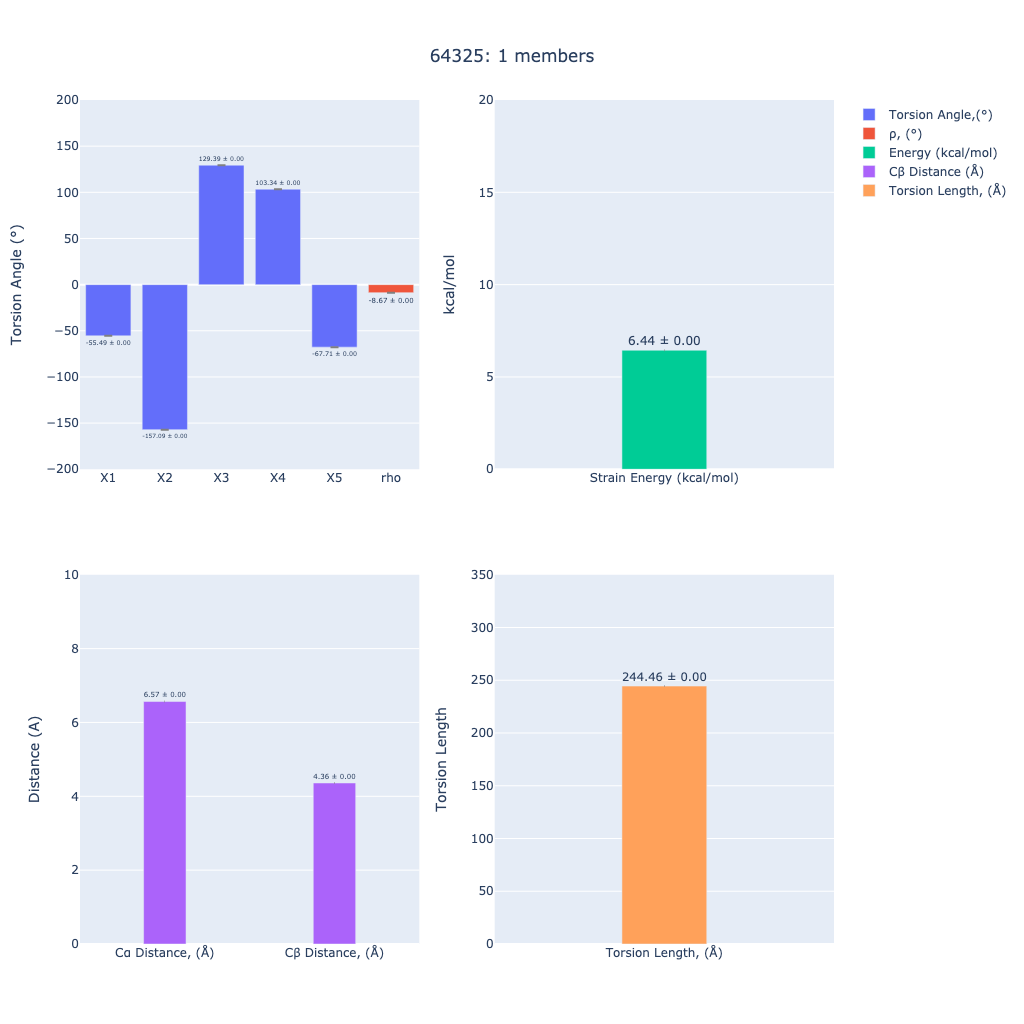 64325: 1 members
Torsion Angle (°)
200
150
100
50
0
−50
−100
−150
−200
-55.49 ± 0.00
-157.09 ± 0.00
129.39 ± 0.00
103.34 ± 0.00
-67.71 ± 0.00
-8.67 ± 0.00
X1 X2 X3 X4 X5 rho
kcal/mol
20
15
10
5
0
6.44 ± 0.00
Strain Energy (kcal/mol)
Torsion Angle,(°)
ρ, (°)
Energy (kcal/mol)
Cβ Distance (Å)
Torsion Length, (Å)
Distance (A)
10
8
6
4
2
0
6.57 ± 0.00
4.36 ± 0.00
Cα Distance, (Å) Cβ Distance, (Å)
Torsion Length
350
300
250
200
150
100
50
0
244.46 ± 0.00
Torsion Length, (Å)